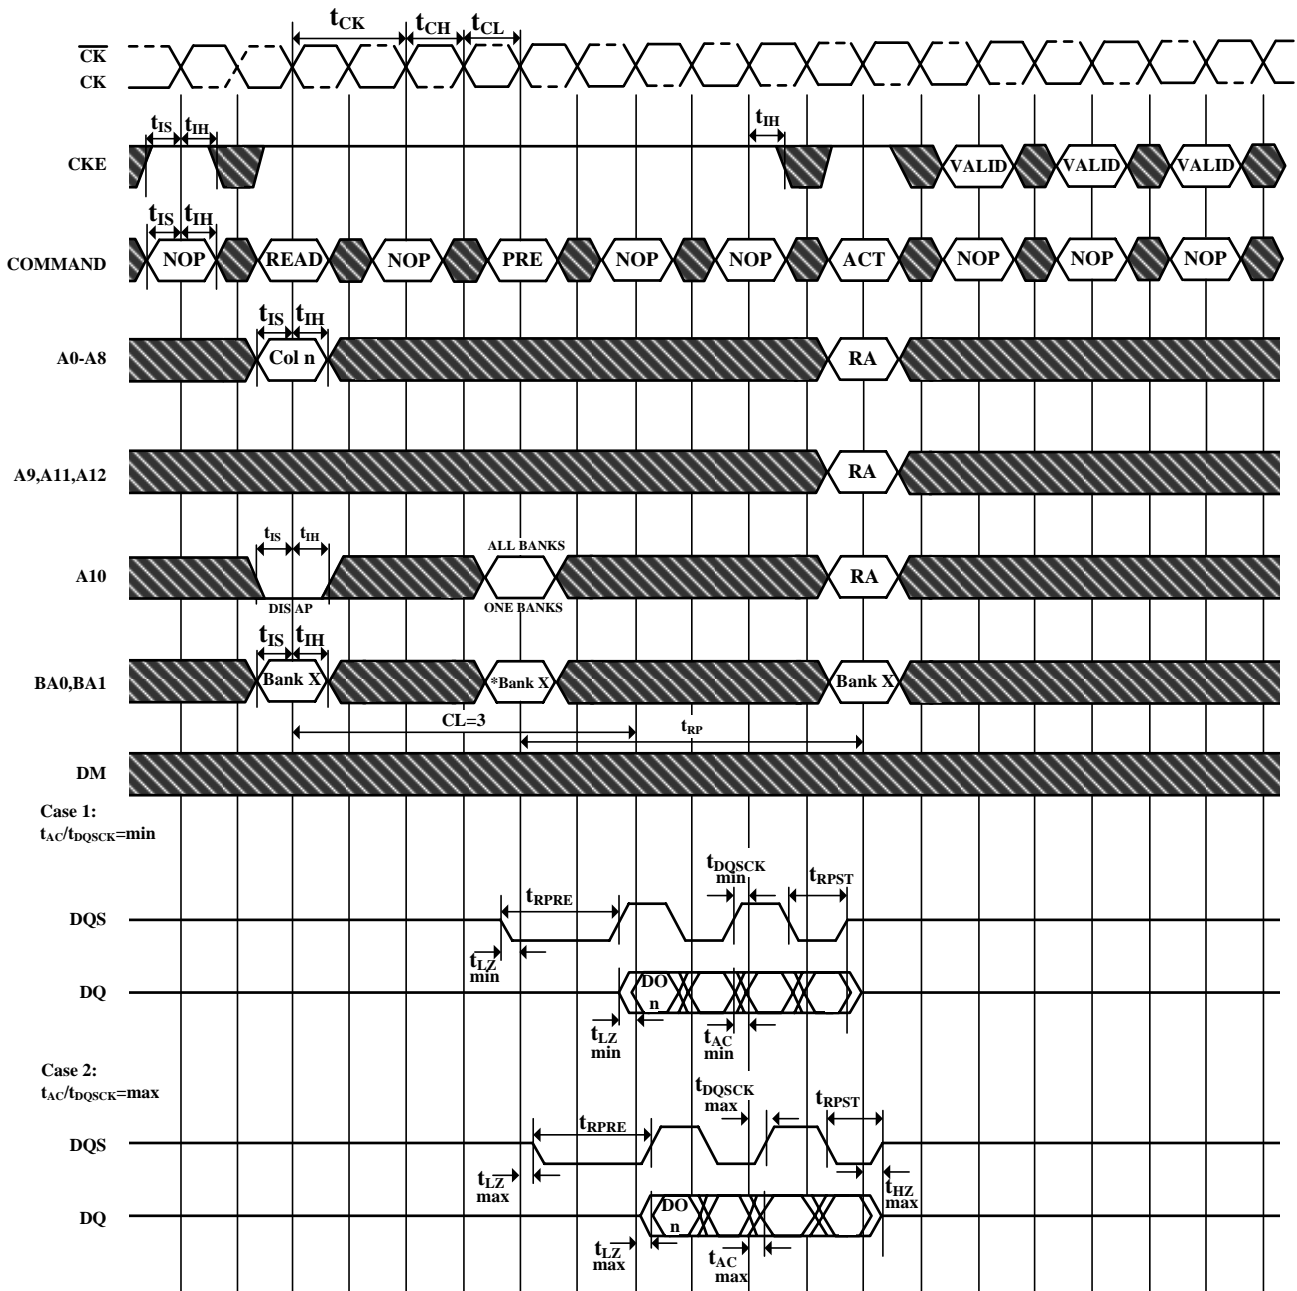 tCK tCH tCL
CK
CK
tIS tIH tIH
CKE VALID VALID VALID
tIS tIH
COMMAND NOP READ NOP PRE NOP NOP ACT NOP NOP NOP
tIS tIH
A0-A8 Col n RA
A9,A11,A12 RA
tIS tIH ALL BANKS
A10 RA
DIS AP ONE BANKS
tIS tIH
BA0,BA1 Bank X *Bank X Bank X
CL=3 tRP
DM
Case 1:
tAC/tDQSCK=min
tDQSCK
min
tRPST
tRPRE
DQS
tLZ
min
DQ DO
n
tLZ
min
tAC
min
Case 2:
tAC/tDQSCK=max
tDQSCK
max
tRPST
tRPRE
DQS
tLZ
max
tHZ
max
DQ DO
n
tLZ
max
tAC
max